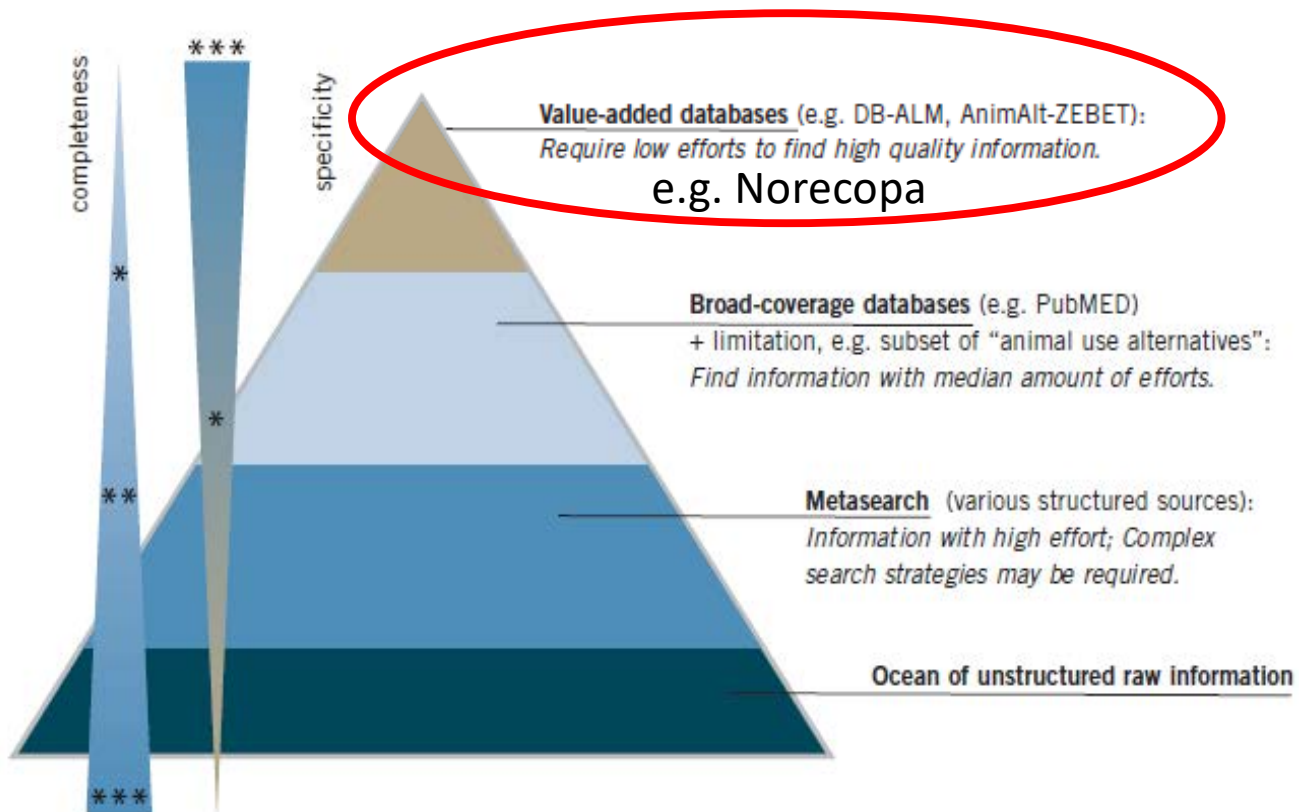 completeness
***
specificity
Value-added databases (e.g. DB-ALM, AnimAlt-ZEBET):
Require low efforts to find high quality information.
e.g. Norecopa
*
Broad-coverage databases (e.g. PubMED)
+ limitation, e.g. subset of “animal use alternatives”:
Find information with median amount of efforts.
*
**
Metasearch (various structured sources):
Information with high effort; Complex
search strategies may be required.
Ocean of unstructured raw information
***